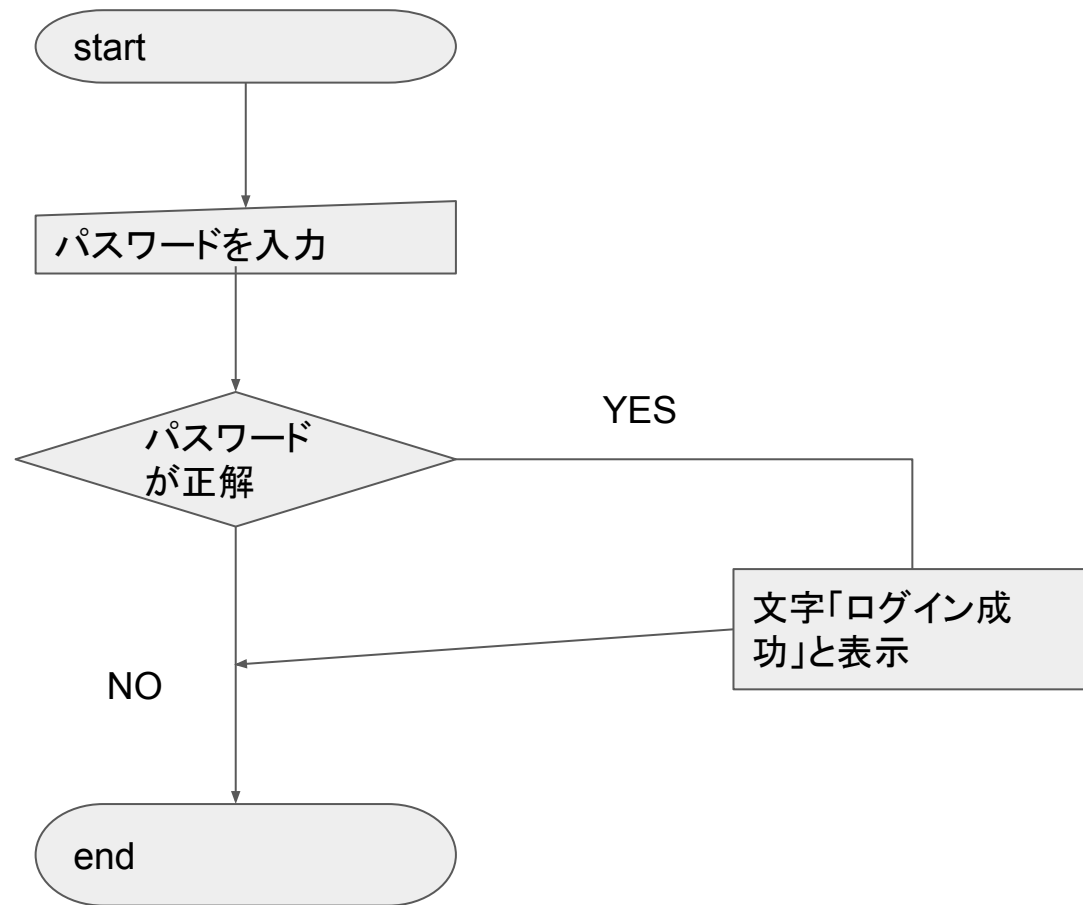 start
パスワードを入力
パスワード
が正解
YES
文字「ログイン成
功」と表示
NO
end